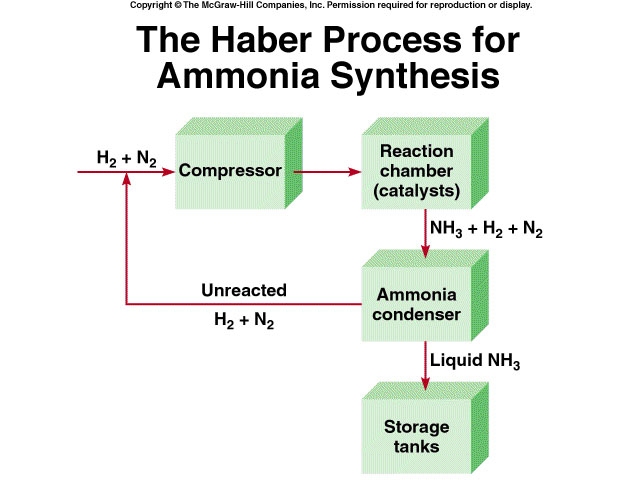 Copyright © The McGraw-Hill Companies, Inc. Permission required for reproduction or display.
The Haber Process for
Ammonia Synthesis
H₂ + N₂
Compressor
Reaction
chamber
(catalysts)
NH₃ + H₂ + N₂
Unreacted
H₂ + N₂
Ammonia
condenser
Liquid NH₃
Storage
tanks